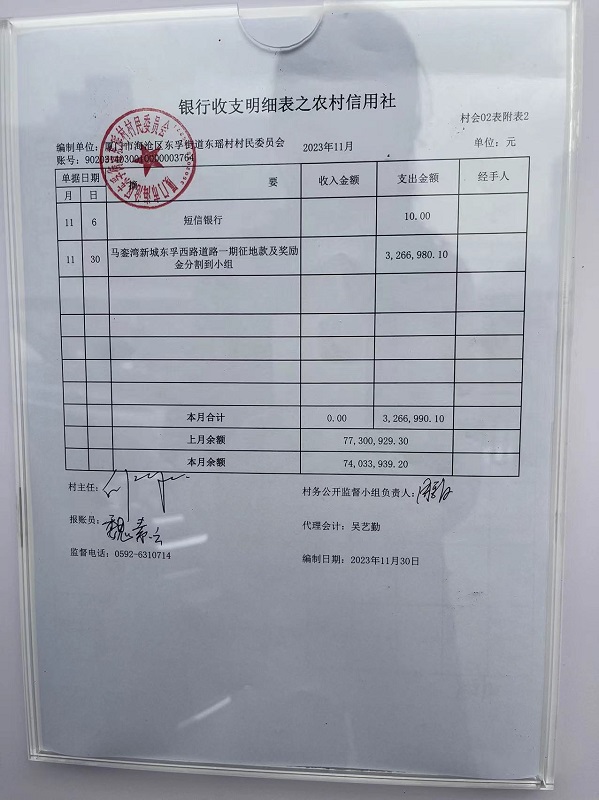 银行收支明细表之农村信用社
村会02表附表2
编制单位：厦门市海沧区东孚街道东瑶村村民委员会 2023年11月 单位：元
账号：9020314030010000003764
单据日期 摘 要 收入金额 支出金额 经手人
月 日
11 6 短信银行 10.00
11 30 马銮湾新城东孚西路道路一期征地款及奖励
金分割到小组 3,266,980.10
本月合计 0.00 3,266,990.10
上月余额 77,300,929.30
本月余额 74,033,939.20
村主任： 村务公开监督小组负责人：
报账员：魏素云 代理会计：吴艺勤
监督电话：0592-6310714 编制日期：2023年11月30日